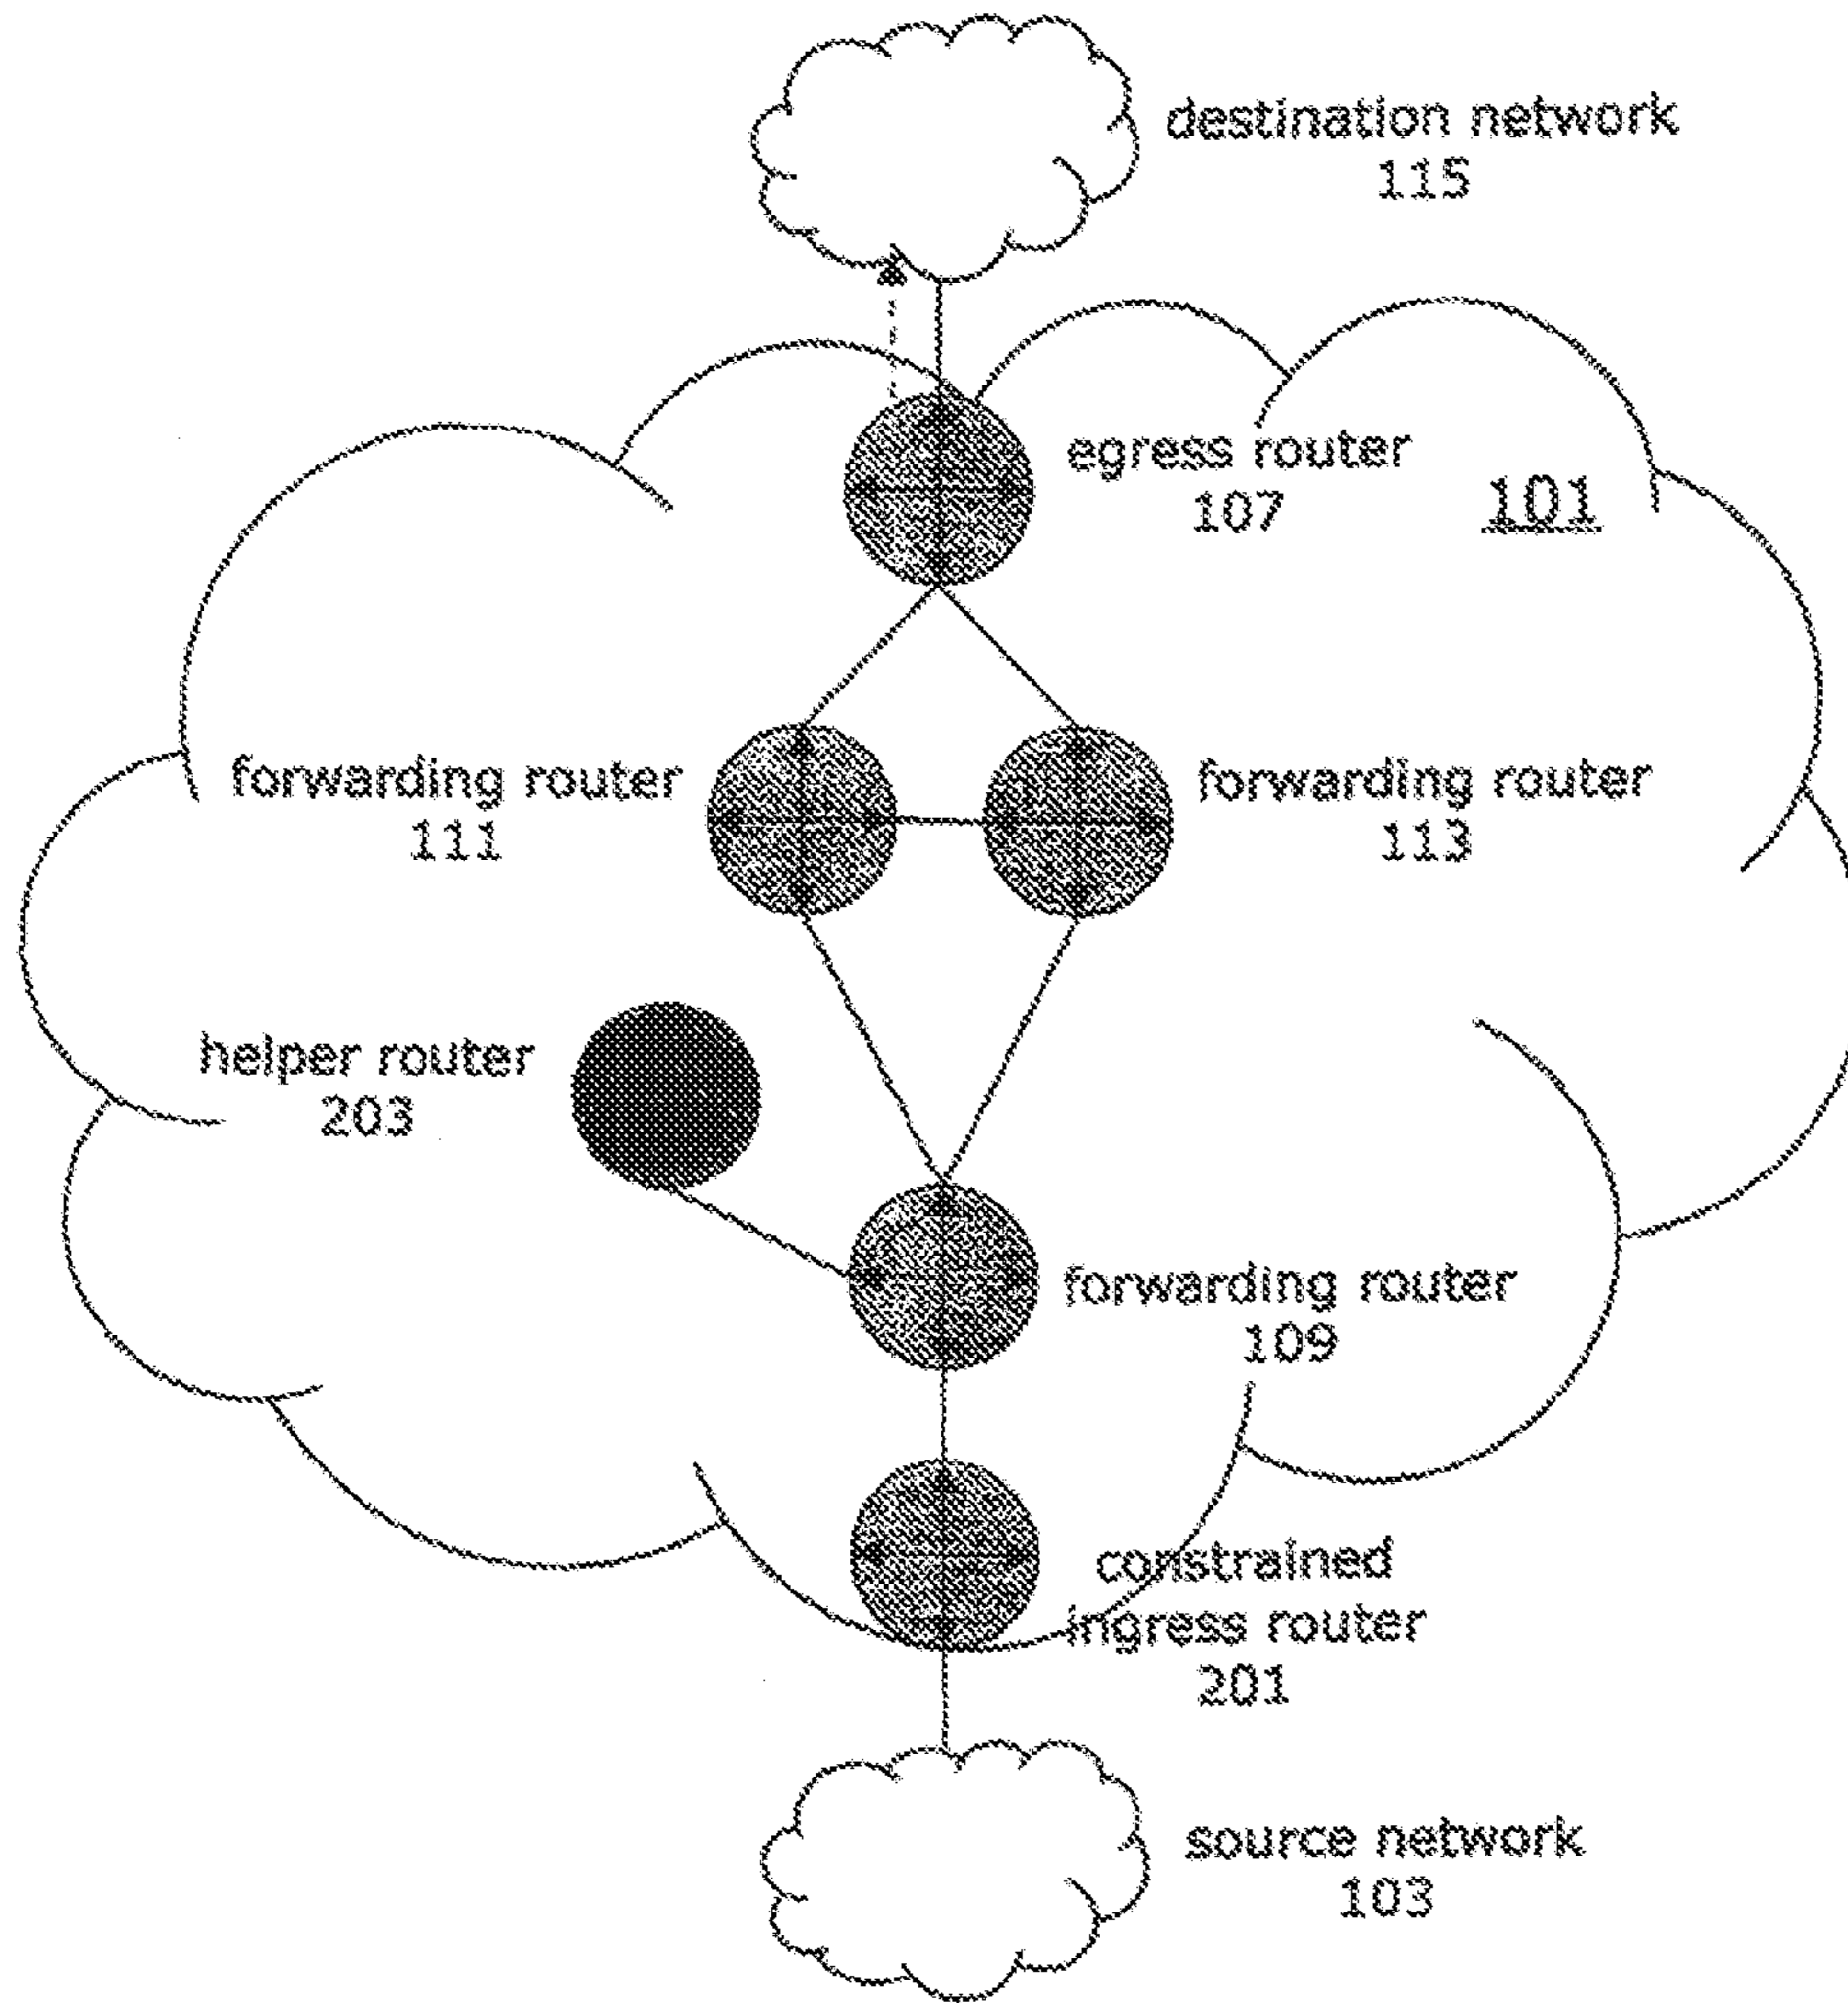 destination network
115
egress router
107
101
forwarding router
111
forwarding router
113
helper router
203
forwarding router
109
constrained
ingress router
201
source network
103